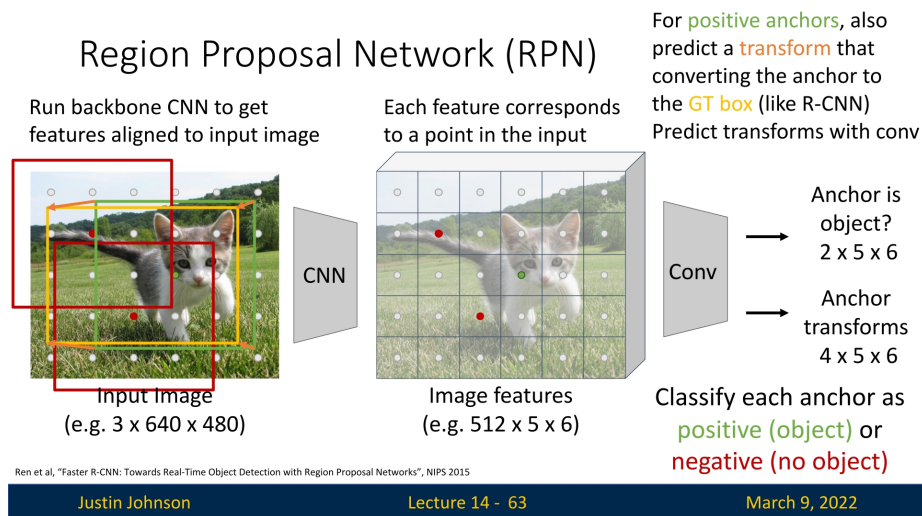 Region Proposal Network (RPN)
For positive anchors, also
predict a transform that
converting the anchor to
the GT box (like R-CNN)
Predict transforms with conv
Run backbone CNN to get
features aligned to input image
Each feature corresponds
to a point in the input
CNN
Conv
Anchor is
object?
2 x 5 x 6
Anchor
transforms
4 x 5 x 6
Input Image
(e.g. 3 x 640 x 480)
Image features
(e.g. 512 x 5 x 6)
Classify each anchor as
positive (object) or
negative (no object)
Ren et al, “Faster R-CNN: Towards Real-Time Object Detection with Region Proposal Networks”, NIPS 2015
Justin Johnson
Lecture 14 - 63
March 9, 2022